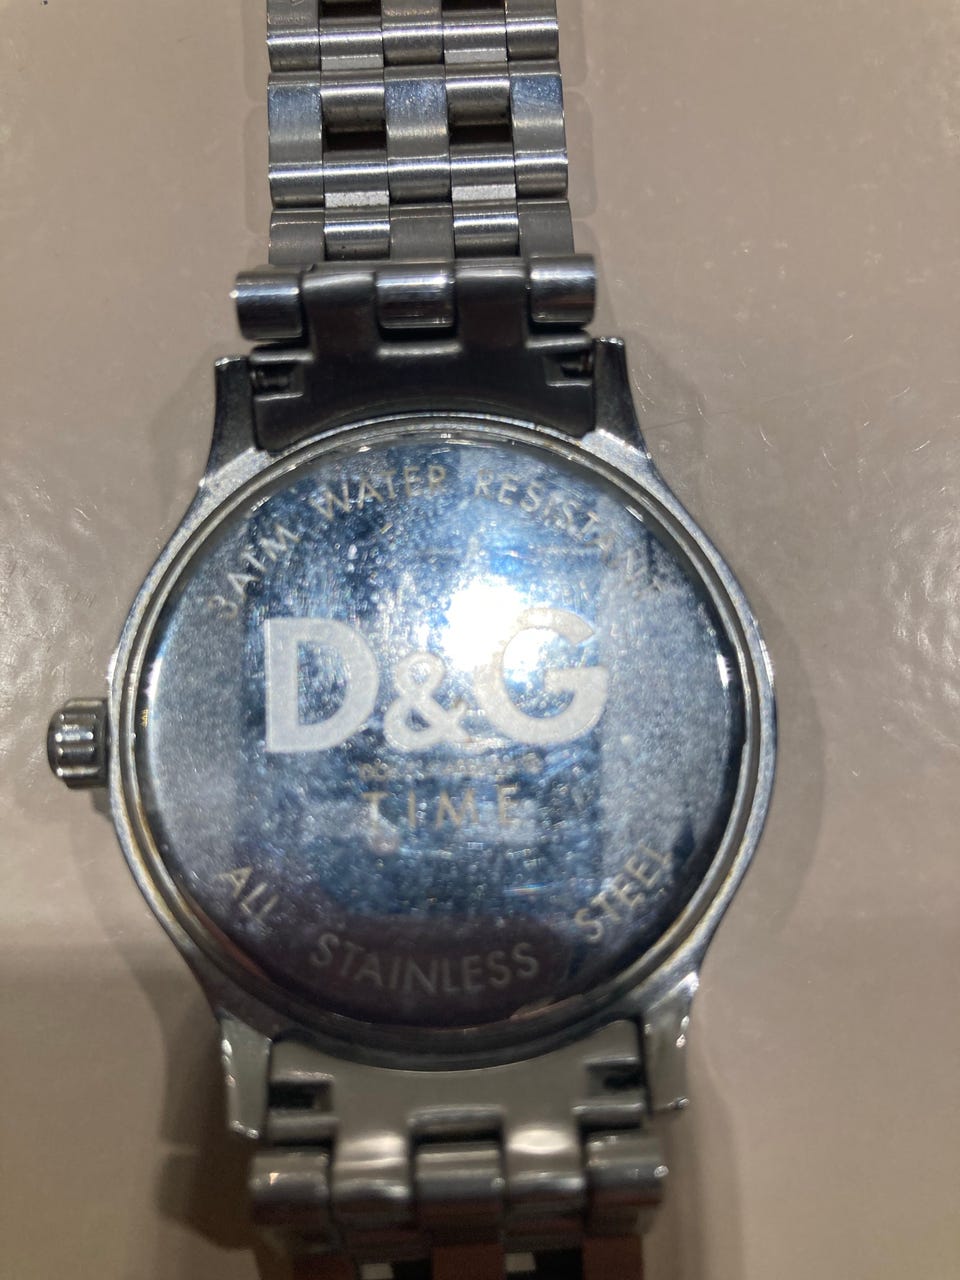 3ATM WATER RESISTANT
D&G
TIME
ALL STAINLESS STEEL